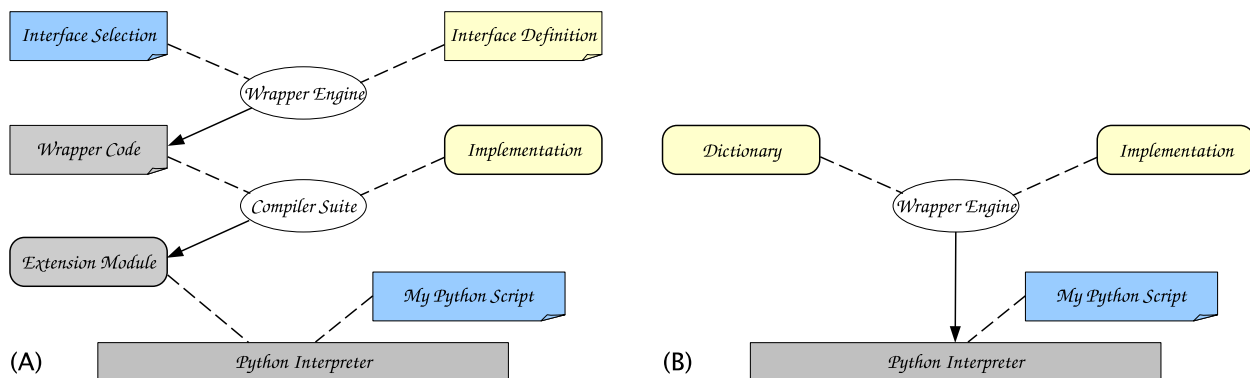 Interface Selection
Interface Definition
Wrapper Engine
Wrapper Code
Implementation
Compiler Suite
Extension Module
My Python Script
Python Interpreter
(A)
Dictionary
Implementation
Wrapper Engine
My Python Script
Python Interpreter
(B)